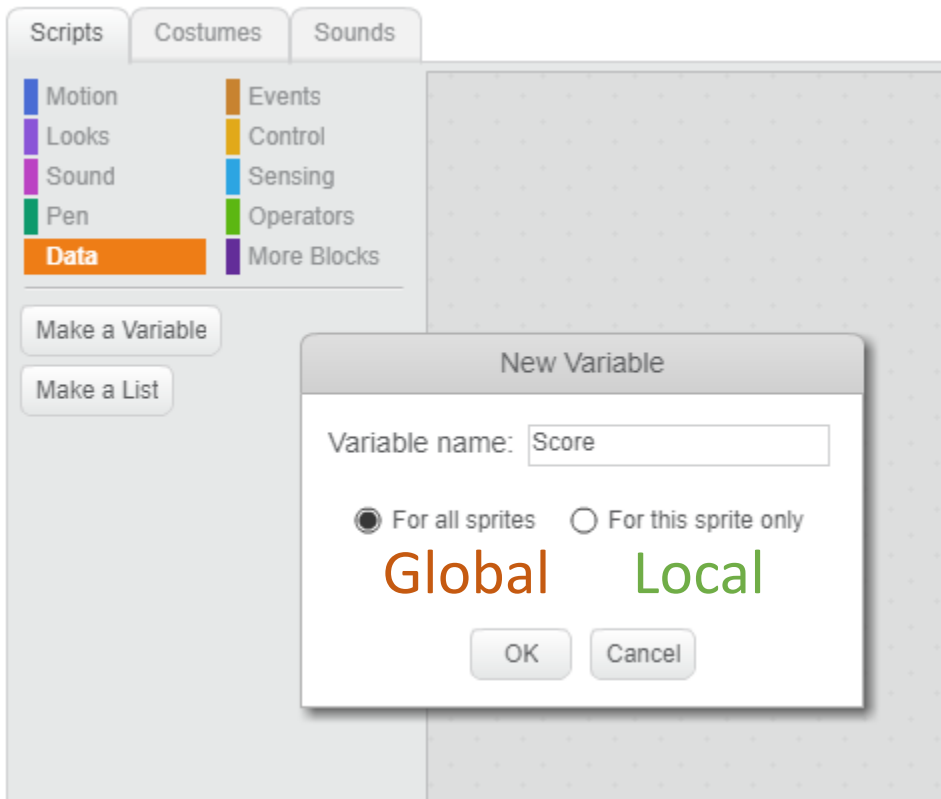 Scripts Costumes Sounds
Motion Events
Looks Control
Sound Sensing
Pen Operators
Data More Blocks
Make a Variable
Make a List
New Variable
Variable name: Score
For all sprites For this sprite only
Global Local
OK Cancel